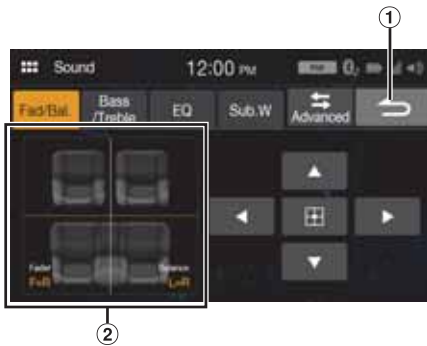 ①
Sound 12:00 PM
Fad/Bal. Bass /Treble EQ Sub.W Advanced
Fader Balance
F=R L=R
②